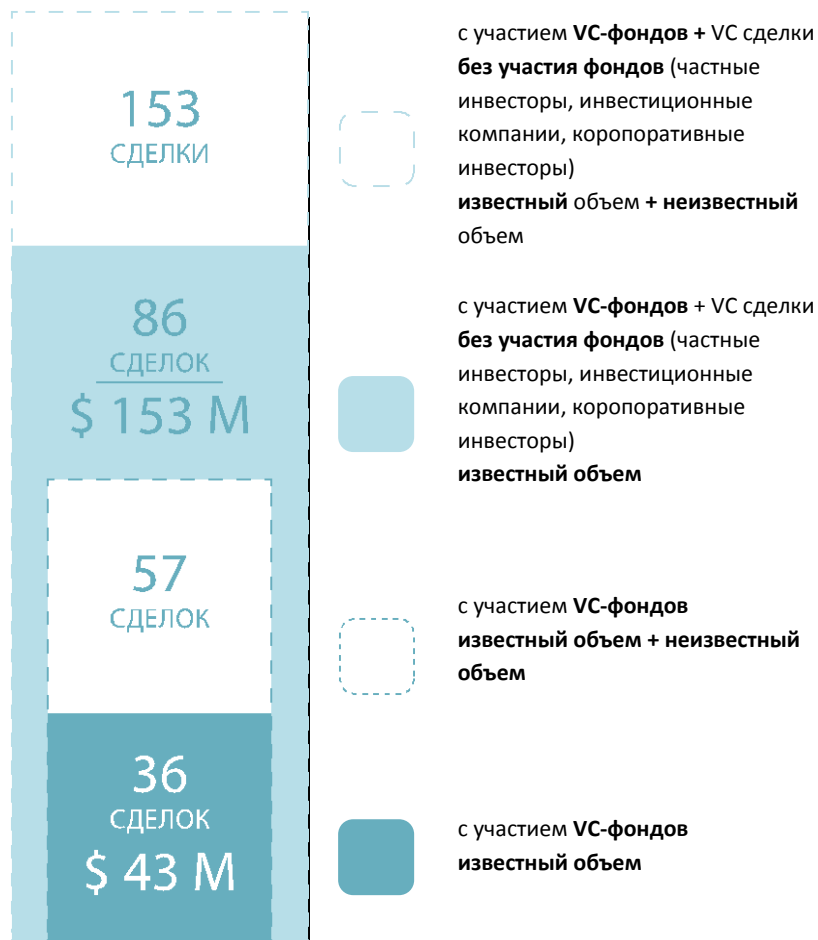 153
СДЕЛКИ
86
СДЕЛОК
$ 153 M
57
СДЕЛОК
36
СДЕЛОК
$ 43 M
с участием VC-фондов + VC сделки
без участия фондов (частные
инвесторы, инвестиционные
компании, коропоративные
инвесторы)
известный объем + неизвестный
объем
с участием VC-фондов + VC сделки
без участия фондов (частные
инвесторы, инвестиционные
компании, коропоративные
инвесторы)
известный объем
с участием VC-фондов
известный объем + неизвестный
объем
с участием VC-фондов
известный объем